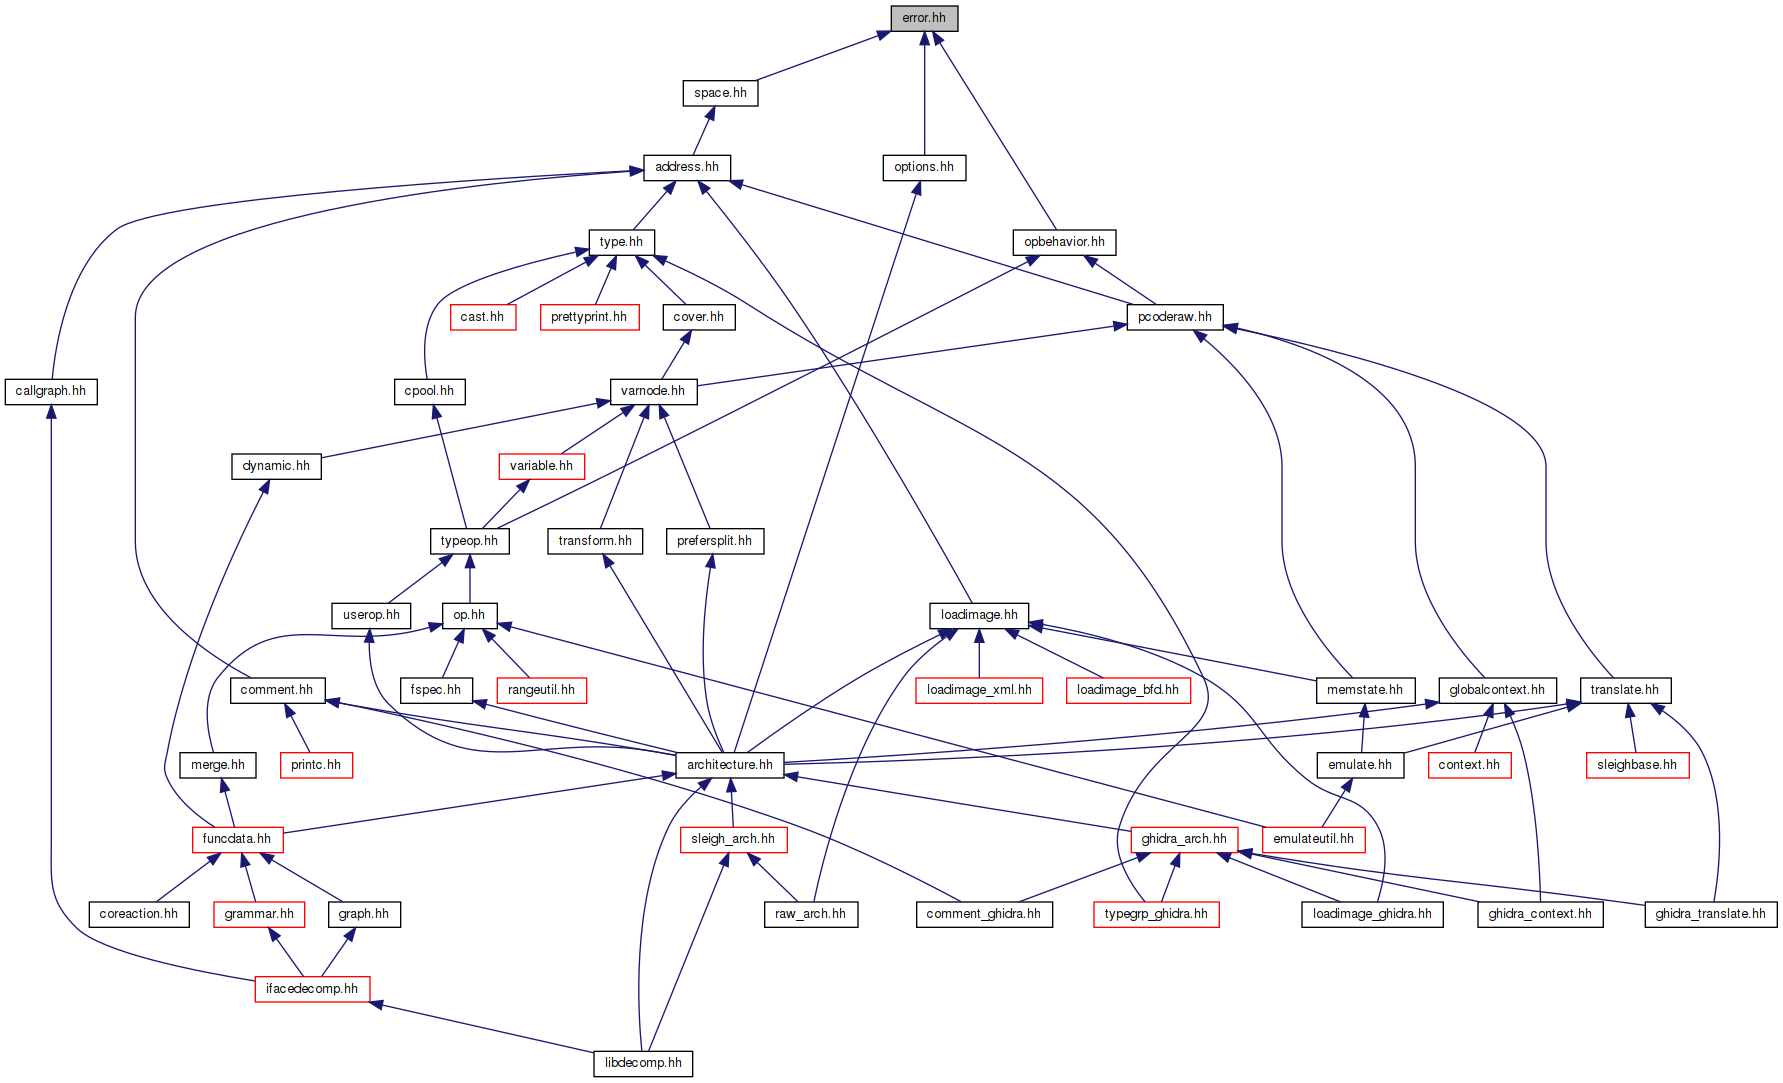 error.hh
space.hh
address.hh
options.hh
type.hh
opbehavior.hh
cast.hh
prettyprint.hh
cover.hh
pcoderaw.hh
callgraph.hh
cpool.hh
varnode.hh
dynamic.hh
variable.hh
typeop.hh
transform.hh
prefersplit.hh
userop.hh
op.hh
loadimage.hh
comment.hh
fspec.hh
rangeutil.hh
loadimage_xml.hh
loadimage_bfd.hh
memstate.hh
globalcontext.hh
translate.hh
merge.hh
printc.hh
architecture.hh
emulate.hh
context.hh
sleighbase.hh
funcdata.hh
sleigh_arch.hh
ghidra_arch.hh
emulateutil.hh
coreaction.hh
grammar.hh
graph.hh
raw_arch.hh
comment_ghidra.hh
typegrp_ghidra.hh
loadimage_ghidra.hh
ghidra_context.hh
ghidra_translate.hh
ifacedecomp.hh
libdecomp.hh